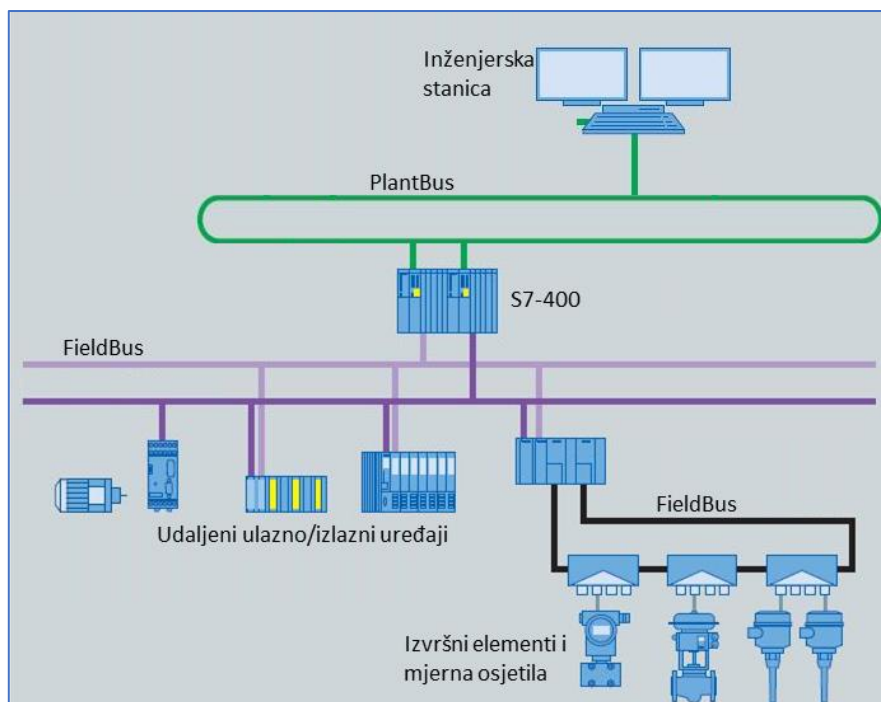 Inženjerska
stanica
PlantBus
S7-400
FieldBus
FieldBus
Udaljeni ulazno/izlazni uređaji
Izvršni elementi i
mjerna osjetila